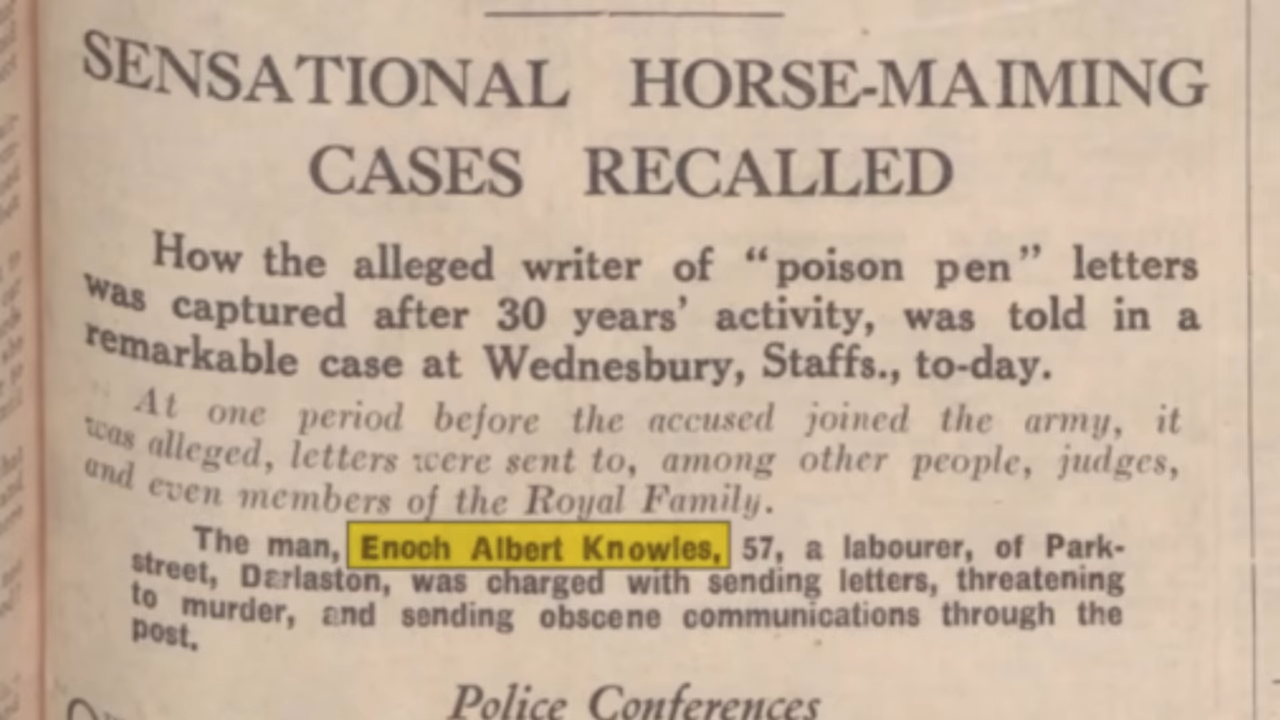 SENSATIONAL HORSE-MAIMING
CASES RECALLED
How the alleged writer of “poison pen” letters
was captured after 30 years’ activity, was told in a
remarkable case at Wednesbury, Staffs., to-day.
At one period before the accused joined the army, it
was alleged, letters were sent to, among other people, judges,
and even members of the Royal Family.
The man, Enoch Albert Knowles, 57, a labourer, of Park-
street, Darlaston, was charged with sending letters, threatening
to murder, and sending obscene communications through the
post.
Police Conferences